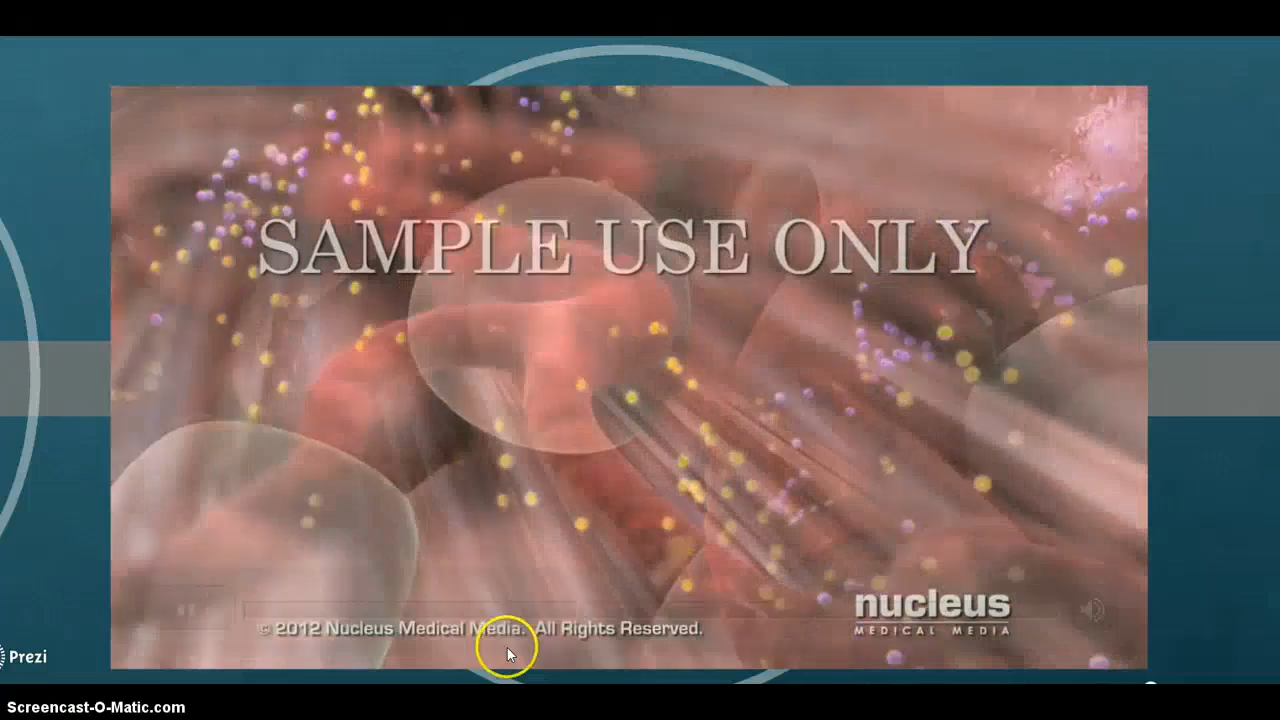 SAMPLE USE ONLY
nucleus
MEDICAL MEDIA
© 2012 Nucleus Medical Media. All Rights Reserved.
Prezi
Screencast-O-Matic.com